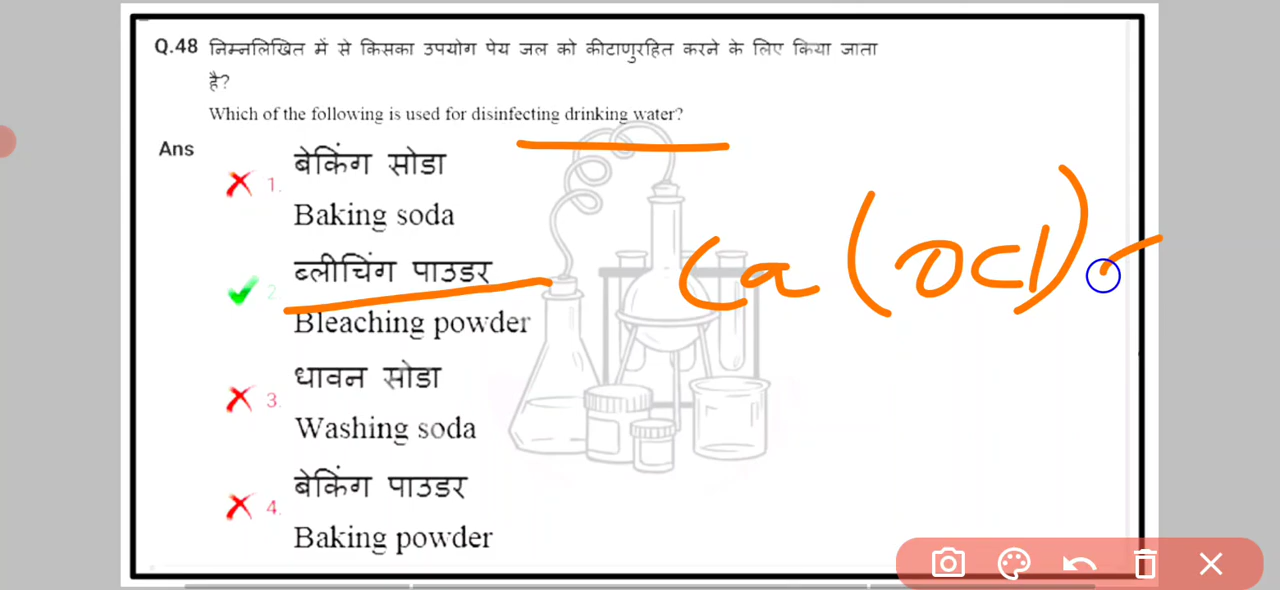 Q.48 निम्नलिखित में से किसका उपयोग पेय जल को कीटाणुरहित करने के लिए किया जाता
है?
Which of the following is used for disinfecting drinking water?
Ans
1. बेकिंग सोडा
Baking soda
2. ब्लीचिंग पाउडर
Bleaching powder
Ca (OCl)
3. धावन सोडा
Washing soda
4. बेकिंग पाउडर
Baking powder